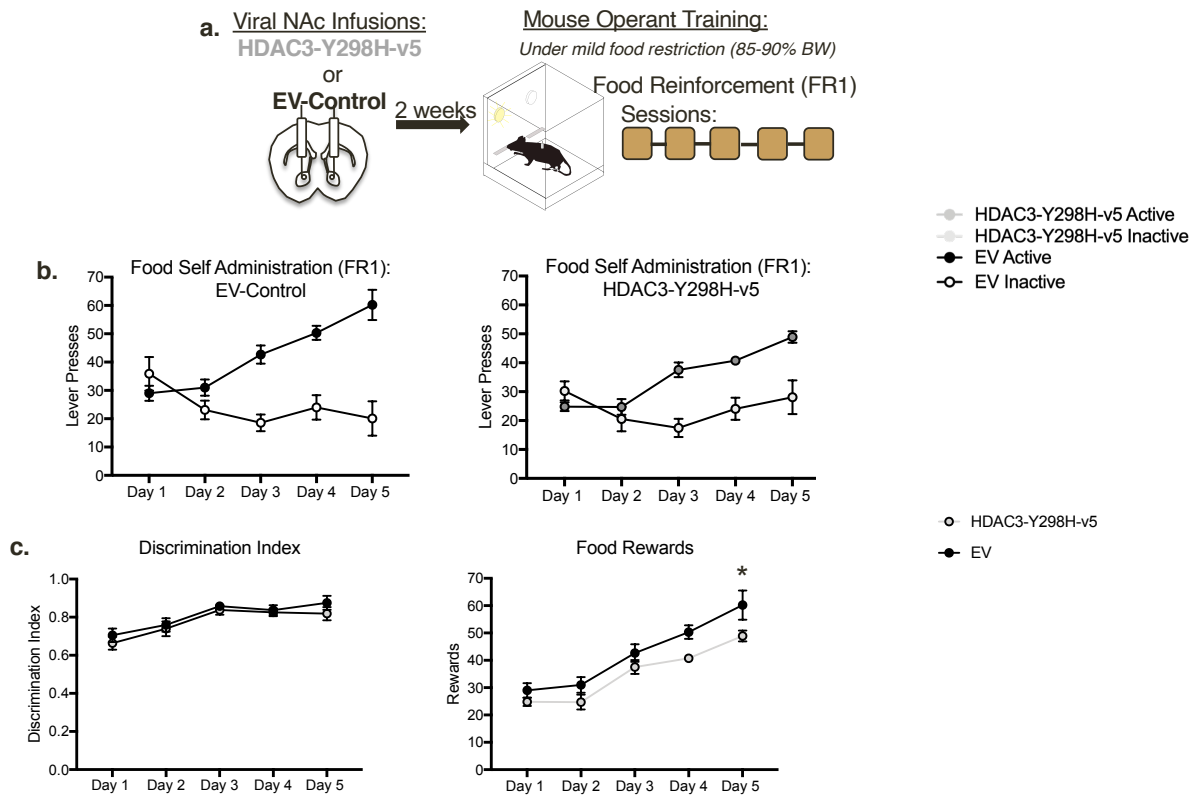 a.
Viral NAc Infusions:
HDAC3-Y298H-v5
or
EV-Control
2 weeks
Mouse Operant Training:
Under mild food restriction (85-90% BW)
Food Reinforcement (FR1)
Sessions:
HDAC3-Y298H-v5 Active
HDAC3-Y298H-v5 Inactive
EV Active
EV Inactive
b.
Food Self Administration (FR1):
EV-Control
Lever Presses
70
60
50
40
30
20
10
0
Day 1 Day 2 Day 3 Day 4 Day 5
Food Self Administration (FR1):
HDAC3-Y298H-v5
Lever Presses
70
60
50
40
30
20
10
0
Day 1 Day 2 Day 3 Day 4 Day 5
HDAC3-Y298H-v5
EV
c.
Discrimination Index
Discrimination Index
1.0
0.8
0.6
0.4
0.2
0.0
Day 1 Day 2 Day 3 Day 4 Day 5
Food Rewards
Rewards
70
60
50
40
30
20
10
0
*
Day 1 Day 2 Day 3 Day 4 Day 5